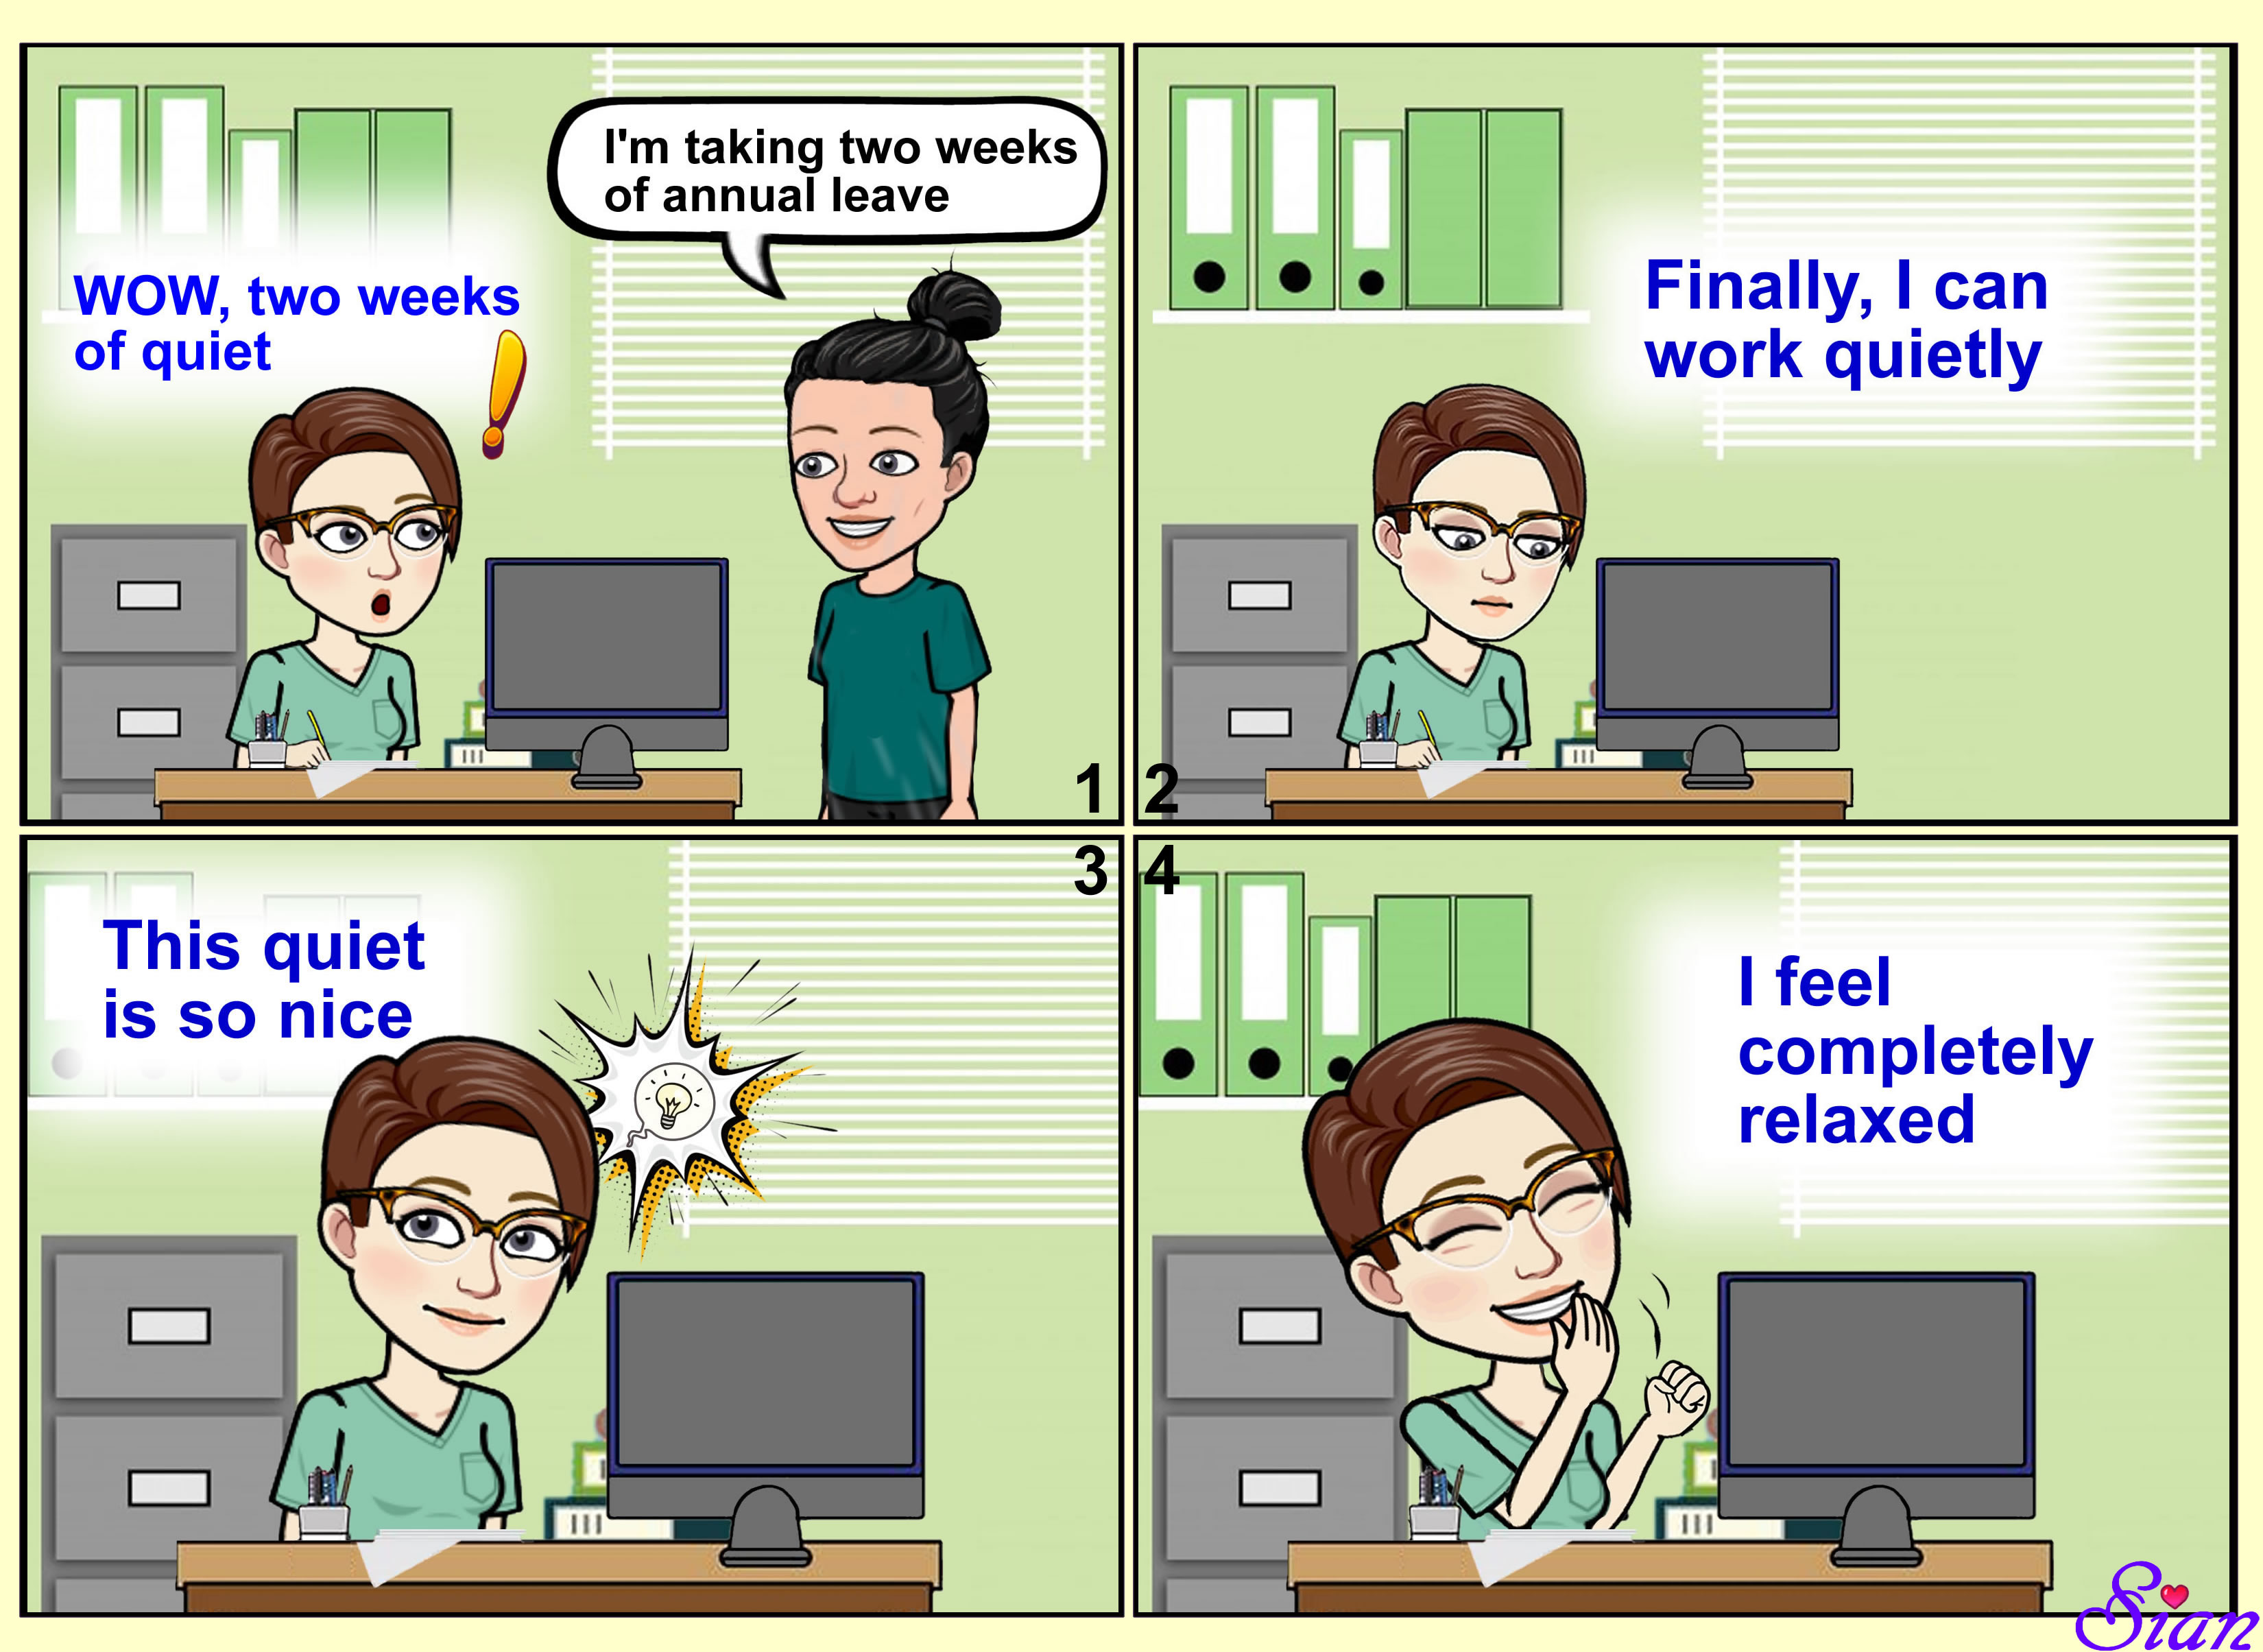 I'm taking two weeks
of annual leave
WOW, two weeks
of quiet
1
Finally, I can
work quietly
2
This quiet
is so nice
3
4
I feel
completely
relaxed
Sian